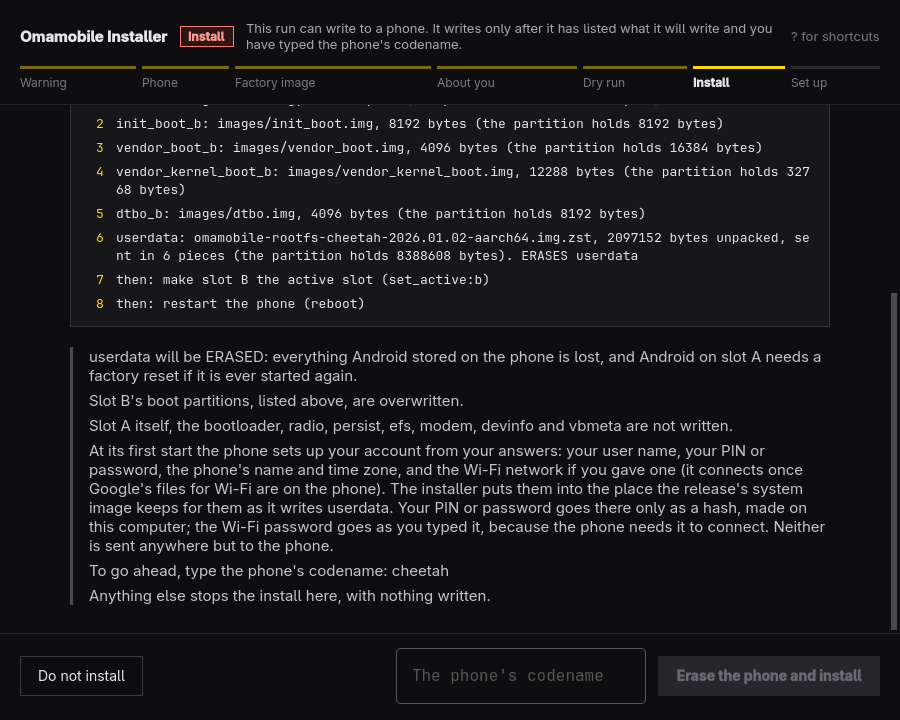 Omamobile Installer
Install
This run can write to a phone. It writes only after it has listed what it will write and you
have typed the phone's codename.
? for shortcuts
Warning
Phone
Factory image
About you
Dry run
Install
Set up
2 init_boot_b: images/init_boot.img, 8192 bytes (the partition holds 8192 bytes)
3 vendor_boot_b: images/vendor_boot.img, 4096 bytes (the partition holds 16384 bytes)
4 vendor_kernel_boot_b: images/vendor_kernel_boot.img, 12288 bytes (the partition holds 327
68 bytes)
5 dtbo_b: images/dtbo.img, 4096 bytes (the partition holds 8192 bytes)
6 userdata: omamobile-rootfs-cheetah-2026.01.02-aarch64.img.zst, 2097152 bytes unpacked, se
nt in 6 pieces (the partition holds 8388608 bytes). ERASES userdata
7 then: make slot B the active slot (set_active:b)
8 then: restart the phone (reboot)
userdata will be ERASED: everything Android stored on the phone is lost, and Android on slot A needs a
factory reset if it is ever started again.
Slot B's boot partitions, listed above, are overwritten.
Slot A itself, the bootloader, radio, persist, efs, modem, devinfo and vbmeta are not written.
At its first start the phone sets up your account from your answers: your user name, your PIN or
password, the phone's name and time zone, and the Wi-Fi network if you gave one (it connects once
Google's files for Wi-Fi are on the phone). The installer puts them into the place the release's system
image keeps for them as it writes userdata. Your PIN or password goes there only as a hash, made on
this computer; the Wi-Fi password goes as you typed it, because the phone needs it to connect. Neither
is sent anywhere but to the phone.
To go ahead, type the phone's codename: cheetah
Anything else stops the install here, with nothing written.
Do not install
The phone's codename
Erase the phone and install